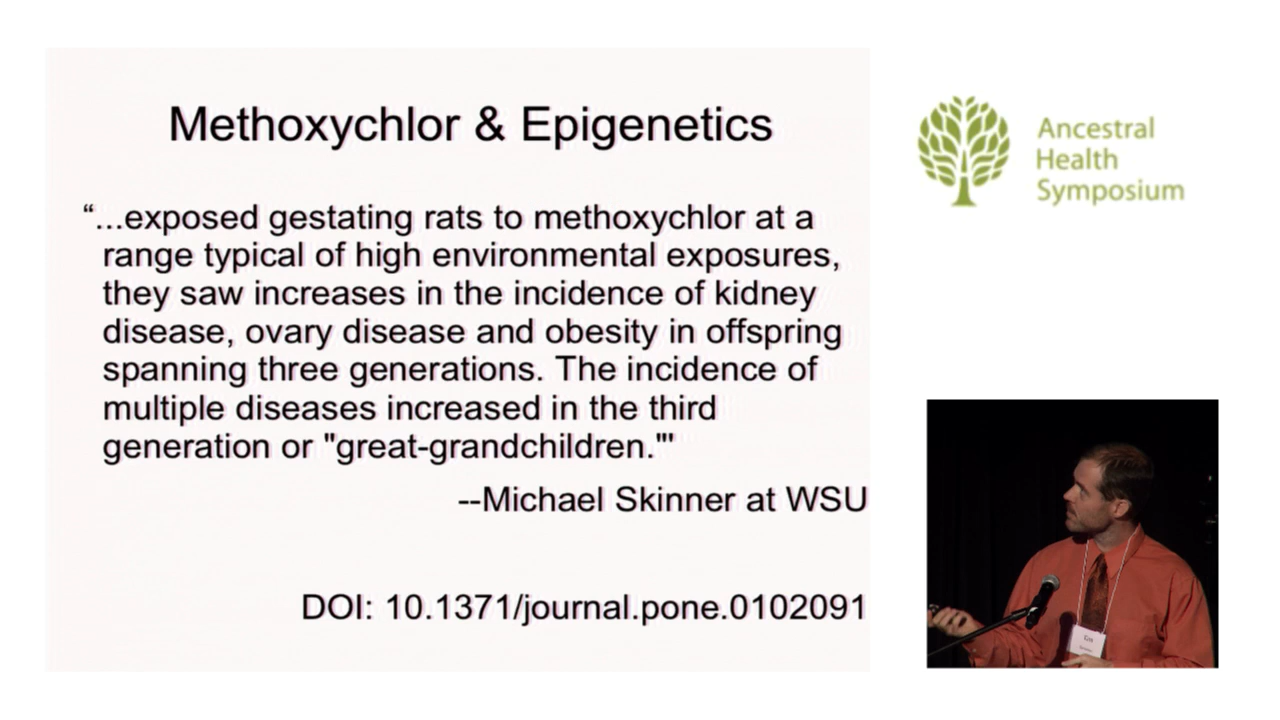 Methoxychlor & Epigenetics
“...exposed gestating rats to methoxychlor at a
range typical of high environmental exposures,
they saw increases in the incidence of kidney
disease, ovary disease and obesity in offspring
spanning three generations. The incidence of
multiple diseases increased in the third
generation or "great-grandchildren."'
--Michael Skinner at WSU
DOI: 10.1371/journal.pone.0102091
Ancestral
Health
Symposium